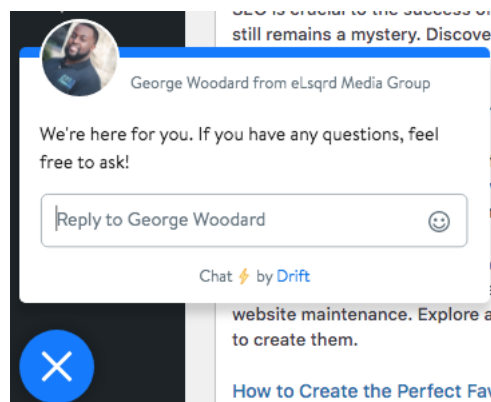 SEO is crucial to the success of
still remains a mystery. Discove
George Woodard from eLsqrd Media Group
We're here for you. If you have any questions, feel
free to ask!
Reply to George Woodard
Chat ⚡ by Drift
website maintenance. Explore a
to create them.
How to Create the Perfect Fav